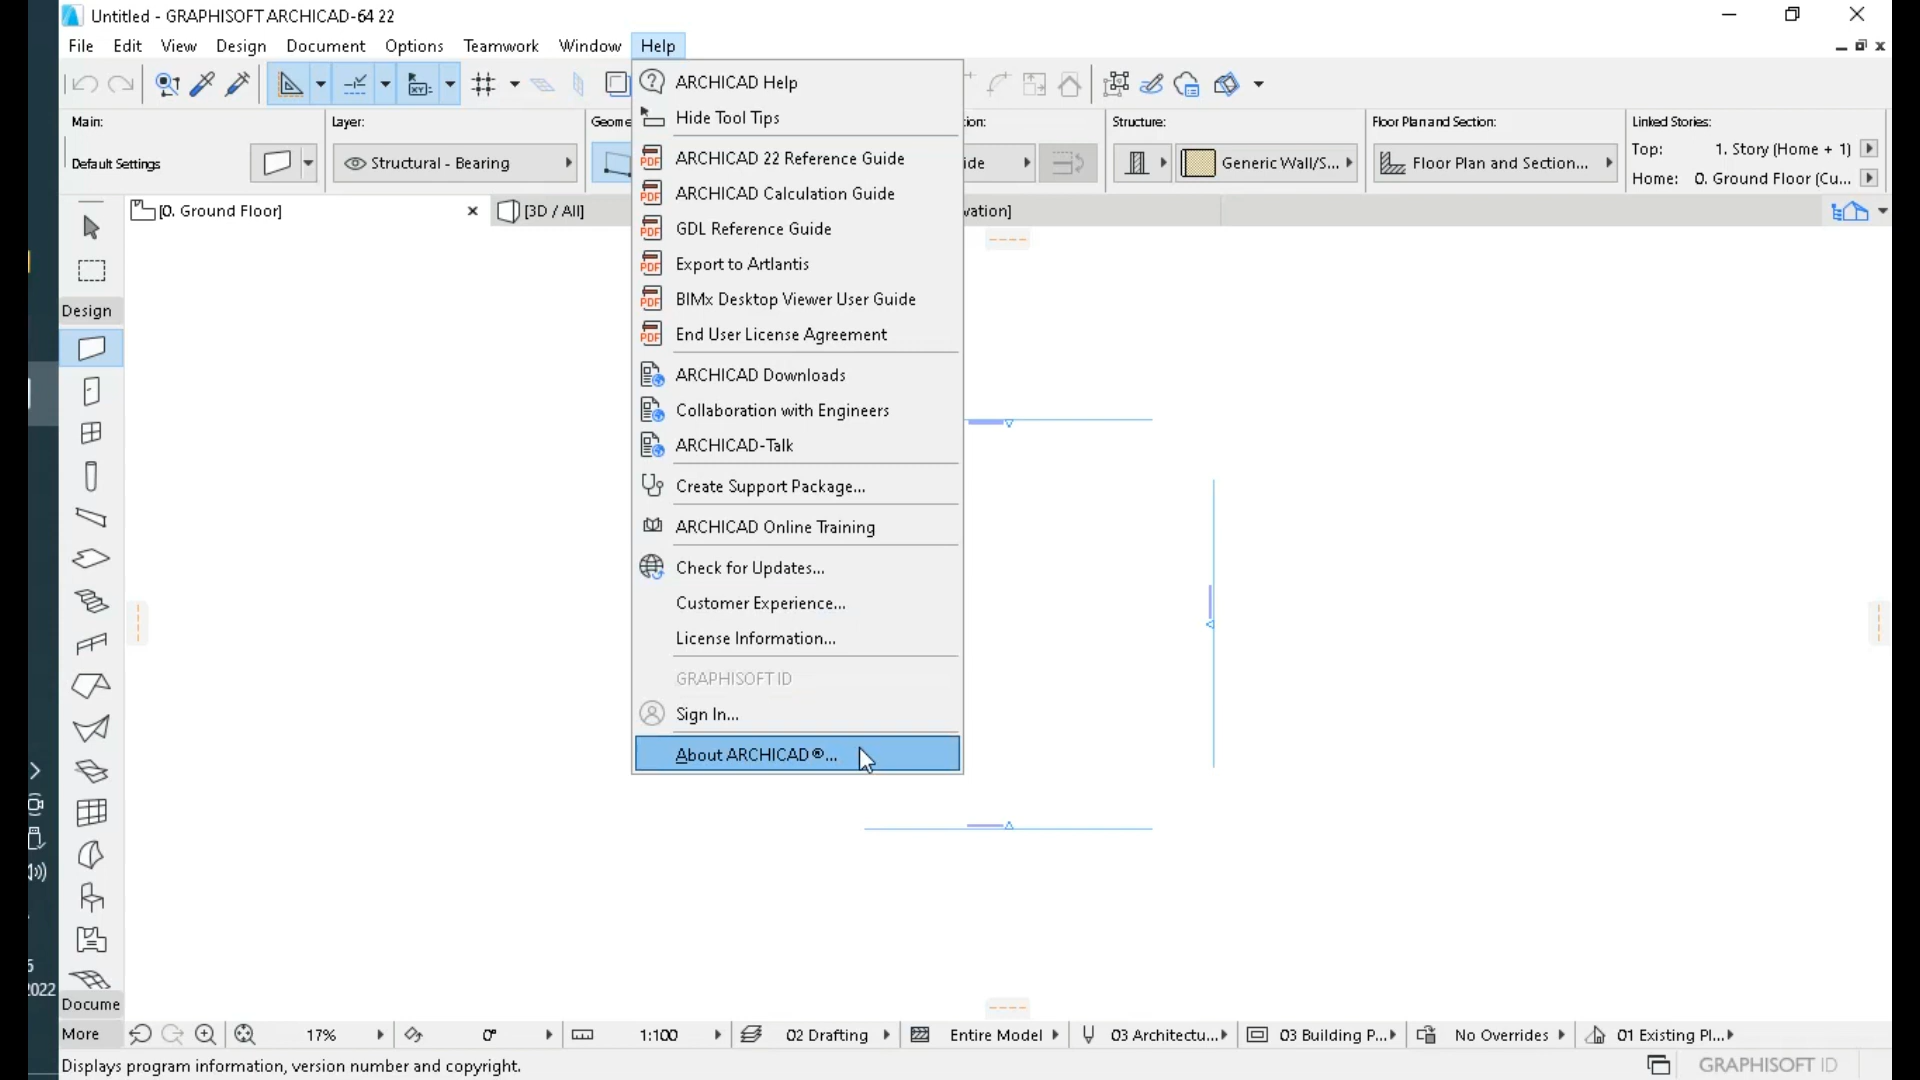 Untitled - GRAPHISOFT ARCHICAD-64 22
File Edit View Design Document Options Teamwork Window Help
Main: Layer: Geome ion: Structure: Floor Plan and Section: Linked Stories:
Default Settings Structural - Bearing ide Generic Wall/S... Floor Plan and Section...
Top: 1. Story (Home + 1)
Home: 0. Ground Floor (Cu...
[0. Ground Floor] [3D / All] vation]
ARCHICAD Help
Hide Tool Tips
ARCHICAD 22 Reference Guide
ARCHICAD Calculation Guide
GDL Reference Guide
Export to Artlantis
BIMx Desktop Viewer User Guide
End User License Agreement
ARCHICAD Downloads
Collaboration with Engineers
ARCHICAD-Talk
Create Support Package...
ARCHICAD Online Training
Check for Updates...
Customer Experience...
License Information...
GRAPHISOFT ID
Sign In...
About ARCHICAD®...
Design
Docume
More 17% 0° 1:100 02 Drafting Entire Model 03 Architectu... 03 Building P... No Overrides 01 Existing Pl...
Displays program information, version number and copyright. GRAPHISOFT ID
5
2022